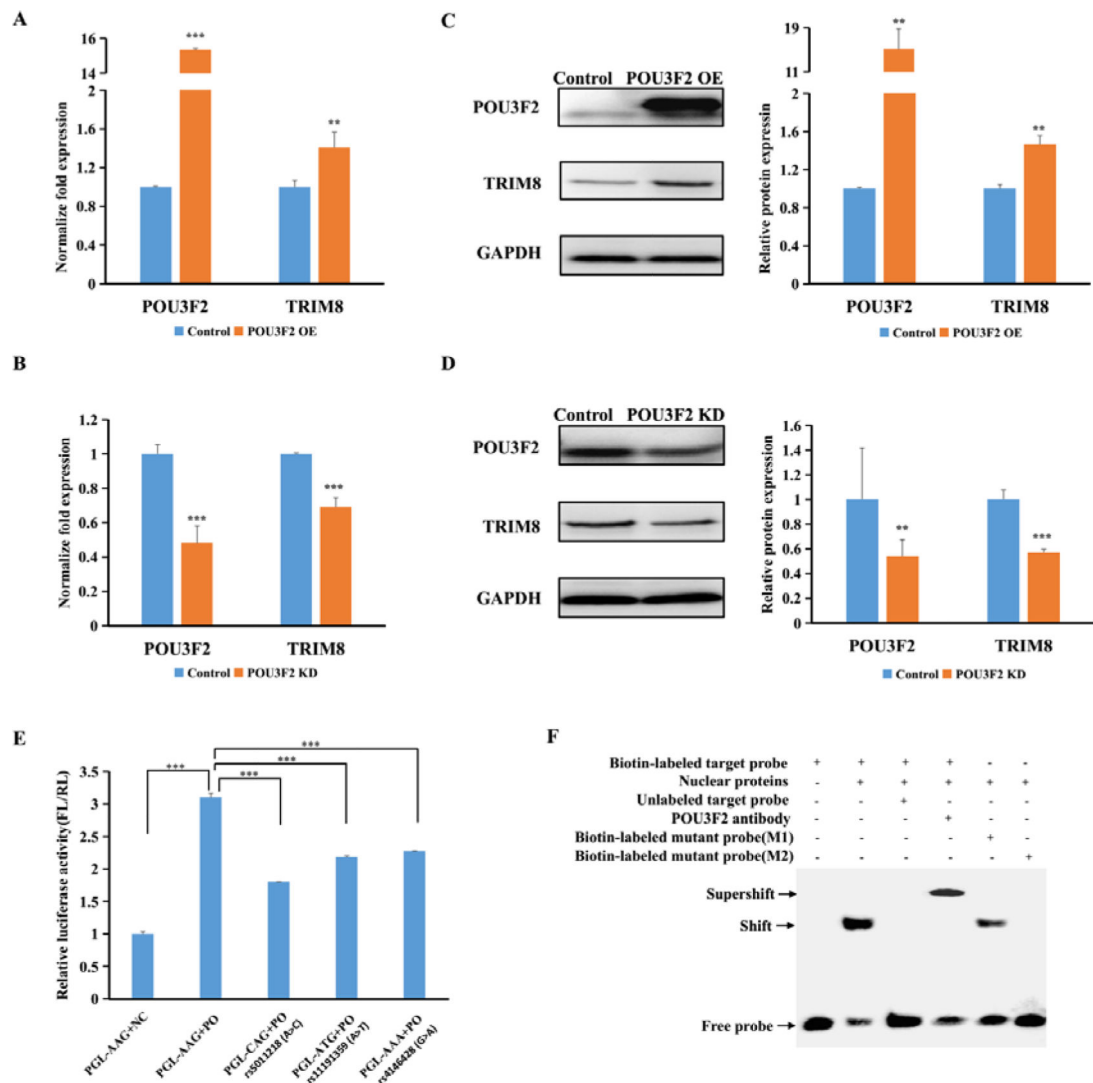 A
16
14
2
1.6
1.2
0.8
0.4
0
Normalize fold expression
***
**
POU3F2 TRIM8
Control POU3F2 OE
C
Control POU3F2 OE
POU3F2
TRIM8
GAPDH
19
11
2
1.6
1.2
0.8
0.4
0
Relative protein expressin
**
**
POU3F2 TRIM8
Control POU3F2 OE
B
1.2
1
0.8
0.6
0.4
0.2
0
Normalize fold expression
***
***
POU3F2 TRIM8
Control POU3F2 KD
D
Control POU3F2 KD
POU3F2
TRIM8
GAPDH
1.6
1.4
1.2
1
0.8
0.6
0.4
0.2
0
Relative protein expression
**
***
POU3F2 TRIM8
Control POU3F2 KD
E
3.5
3
2.5
2
1.5
1
0.5
0
Relative luciferase activity(FL/RL)
***
***
***
***
PGL-AAG+NC
PGL-AAG+PO
PGL-CAG+PO
rs5011218 (A>C)
PGL-ATG+PO
rs11191359 (A>T)
PGL-AAA+PO
rs4146428 (G>A)
F
Biotin-labeled target probe + + + + - -
Nuclear proteins - + + + + +
Unlabeled target probe - - + - - -
POU3F2 antibody - - - + - -
Biotin-labeled mutant probe(M1) - - - - + -
Biotin-labeled mutant probe(M2) - - - - - +
Supershift
Shift
Free probe